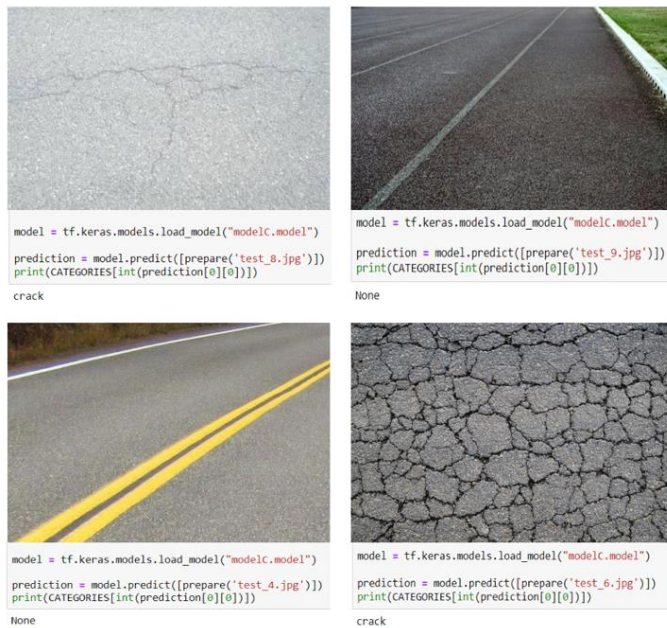 model = tf.keras.models.load_model("modelC.model")
prediction = model.predict([prepare('test_8.jpg')])
print(CATEGORIES[int(prediction[0][0])])
crack
model = tf.keras.models.load_model("modelC.model")
prediction = model.predict([prepare('test_9.jpg')])
print(CATEGORIES[int(prediction[0][0])])
None
model = tf.keras.models.load_model("modelC.model")
prediction = model.predict([prepare('test_4.jpg')])
print(CATEGORIES[int(prediction[0][0])])
None
model = tf.keras.models.load_model("modelC.model")
prediction = model.predict([prepare('test_6.jpg')])
print(CATEGORIES[int(prediction[0][0])])
crack